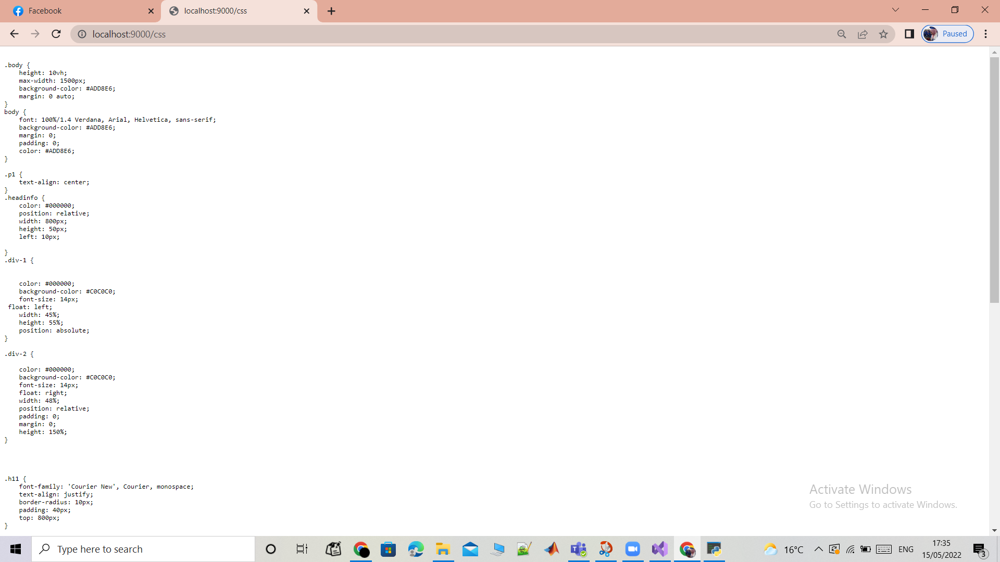 Facebook
localhost:9000/css
localhost:9000/css
Paused
.body {
    height: 10vh;
    max-width: 1500px;
    background-color: #ADD8E6;
    margin: 0 auto;
}
body {
    font: 100%/1.4 Verdana, Arial, Helvetica, sans-serif;
    background-color: #ADD8E6;
    margin: 0;
    padding: 0;
    color: #ADD8E6;
}
.p1 {
    text-align: center;
}
.headinfo {
    color: #000000;
    position: relative;
    width: 800px;
    height: 50px;
    left: 10px;
}
.div-1 {
    color: #000000;
    background-color: #C0C0C0;
    font-size: 14px;
 float: left;
    width: 45%;
    height: 55%;
    position: absolute;
}
.div-2 {
    color: #000000;
    background-color: #C0C0C0;
    font-size: 14px;
    float: right;
    width: 48%;
    position: relative;
    padding: 0;
    margin: 0;
    height: 150%;
}
.h11 {
    font-family: 'Courier New', Courier, monospace;
    text-align: justify;
    border-radius: 10px;
    padding: 40px;
    top: 800px;
}
Activate Windows
Go to Settings to activate Windows.
Type here to search
16°C
ENG
17:35
15/05/2022
3